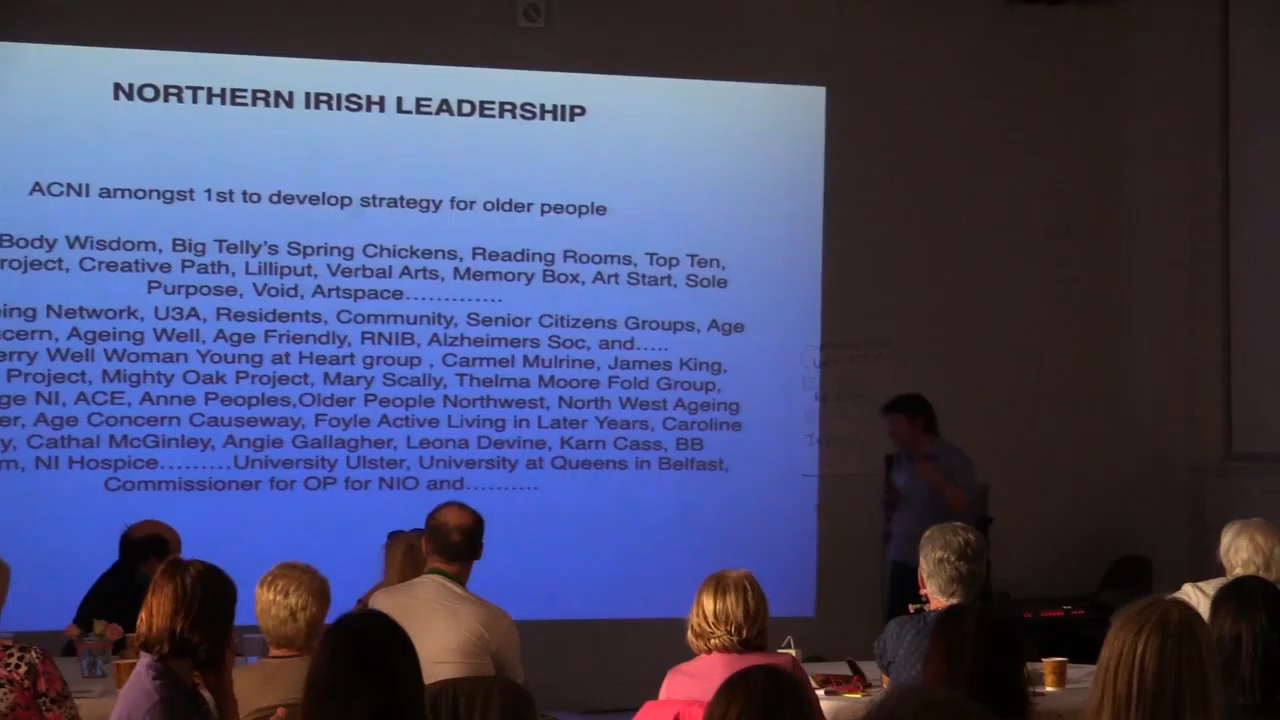 NORTHERN IRISH LEADERSHIP
ACNI amongst 1st to develop strategy for older people
Body Wisdom, Big Telly's Spring Chickens, Reading Rooms, Top Ten,
roject, Creative Path, Lilliput, Verbal Arts, Memory Box, Art Start, Sole
Purpose, Void, Artspace.............
ing Network, U3A, Residents, Community, Senior Citizens Groups, Age
cern, Ageing Well, Age Friendly, RNIB, Alzheimers Soc, and.....
erry Well Woman Young at Heart group , Carmel Mulrine, James King,
Project, Mighty Oak Project, Mary Scally, Thelma Moore Fold Group,
ge NI, ACE, Anne Peoples,Older People Northwest, North West Ageing
er, Age Concern Causeway, Foyle Active Living in Later Years, Caroline
y, Cathal McGinley, Angie Gallagher, Leona Devine, Karn Cass, BB
m, NI Hospice.........University Ulster, University at Queens in Belfast,
Commissioner for OP for NIO and..........